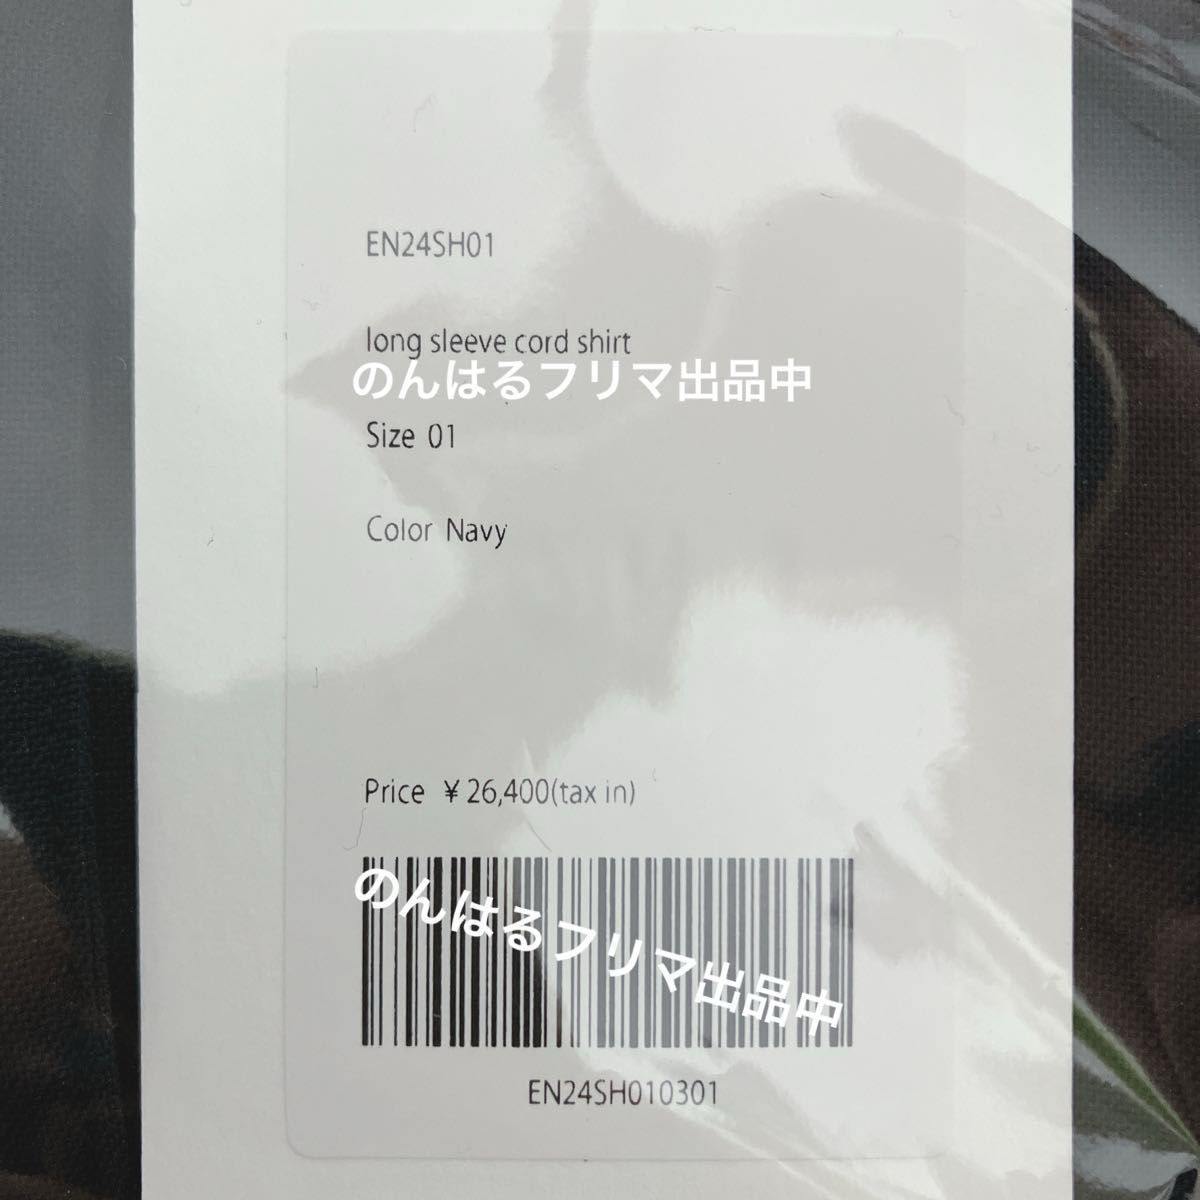 EN24SH01
long sleeve cord shirt
のんはるフリマ出品中
Size 01
Color Navy
Price ¥26,400(tax in)
のんはるフリマ出品中
EN24SH010301